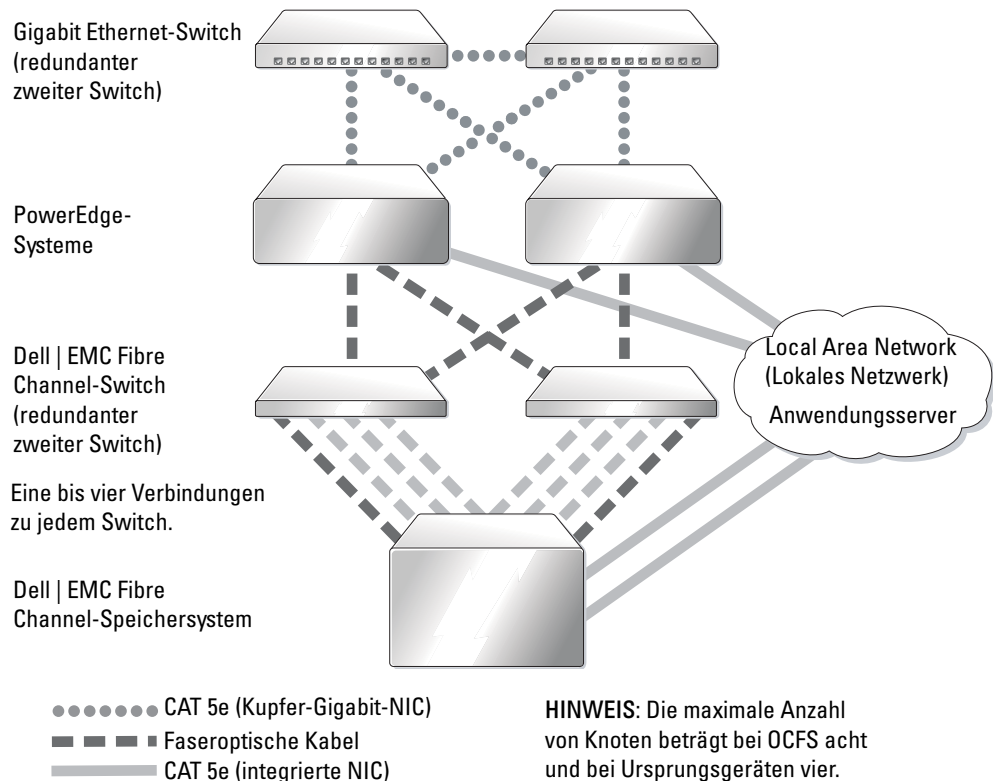 Gigabit Ethernet-Switch
(redundanter
zweiter Switch)
PowerEdge-
Systeme
Dell | EMC Fibre
Channel-Switch
(redundanter
zweiter Switch)
Local Area Network
(Lokales Netzwerk)
Anwendungsserver
Eine bis vier Verbindungen
zu jedem Switch.
Dell | EMC Fibre
Channel-Speichersystem
CAT 5e (Kupfer-Gigabit-NIC)
Faseroptische Kabel
CAT 5e (integrierte NIC)
HINWEIS: Die maximale Anzahl
von Knoten beträgt bei OCFS acht
und bei Ursprungsgeräten vier.